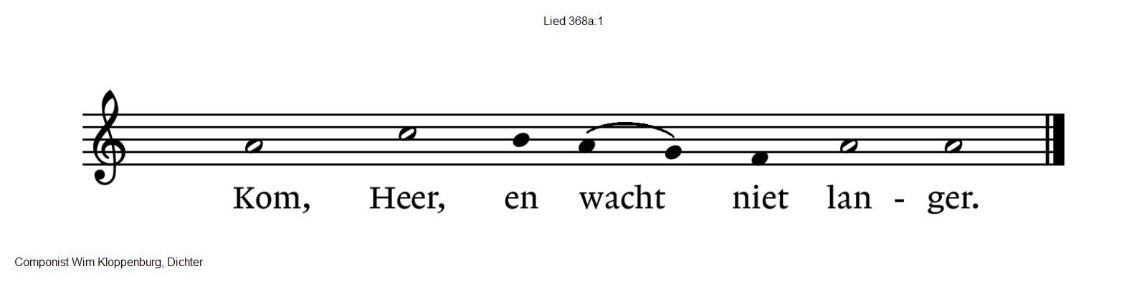 Lied 368a:1
Kom, Heer, en wacht niet lan - ger.
Componist Wim Kloppenburg, Dichter